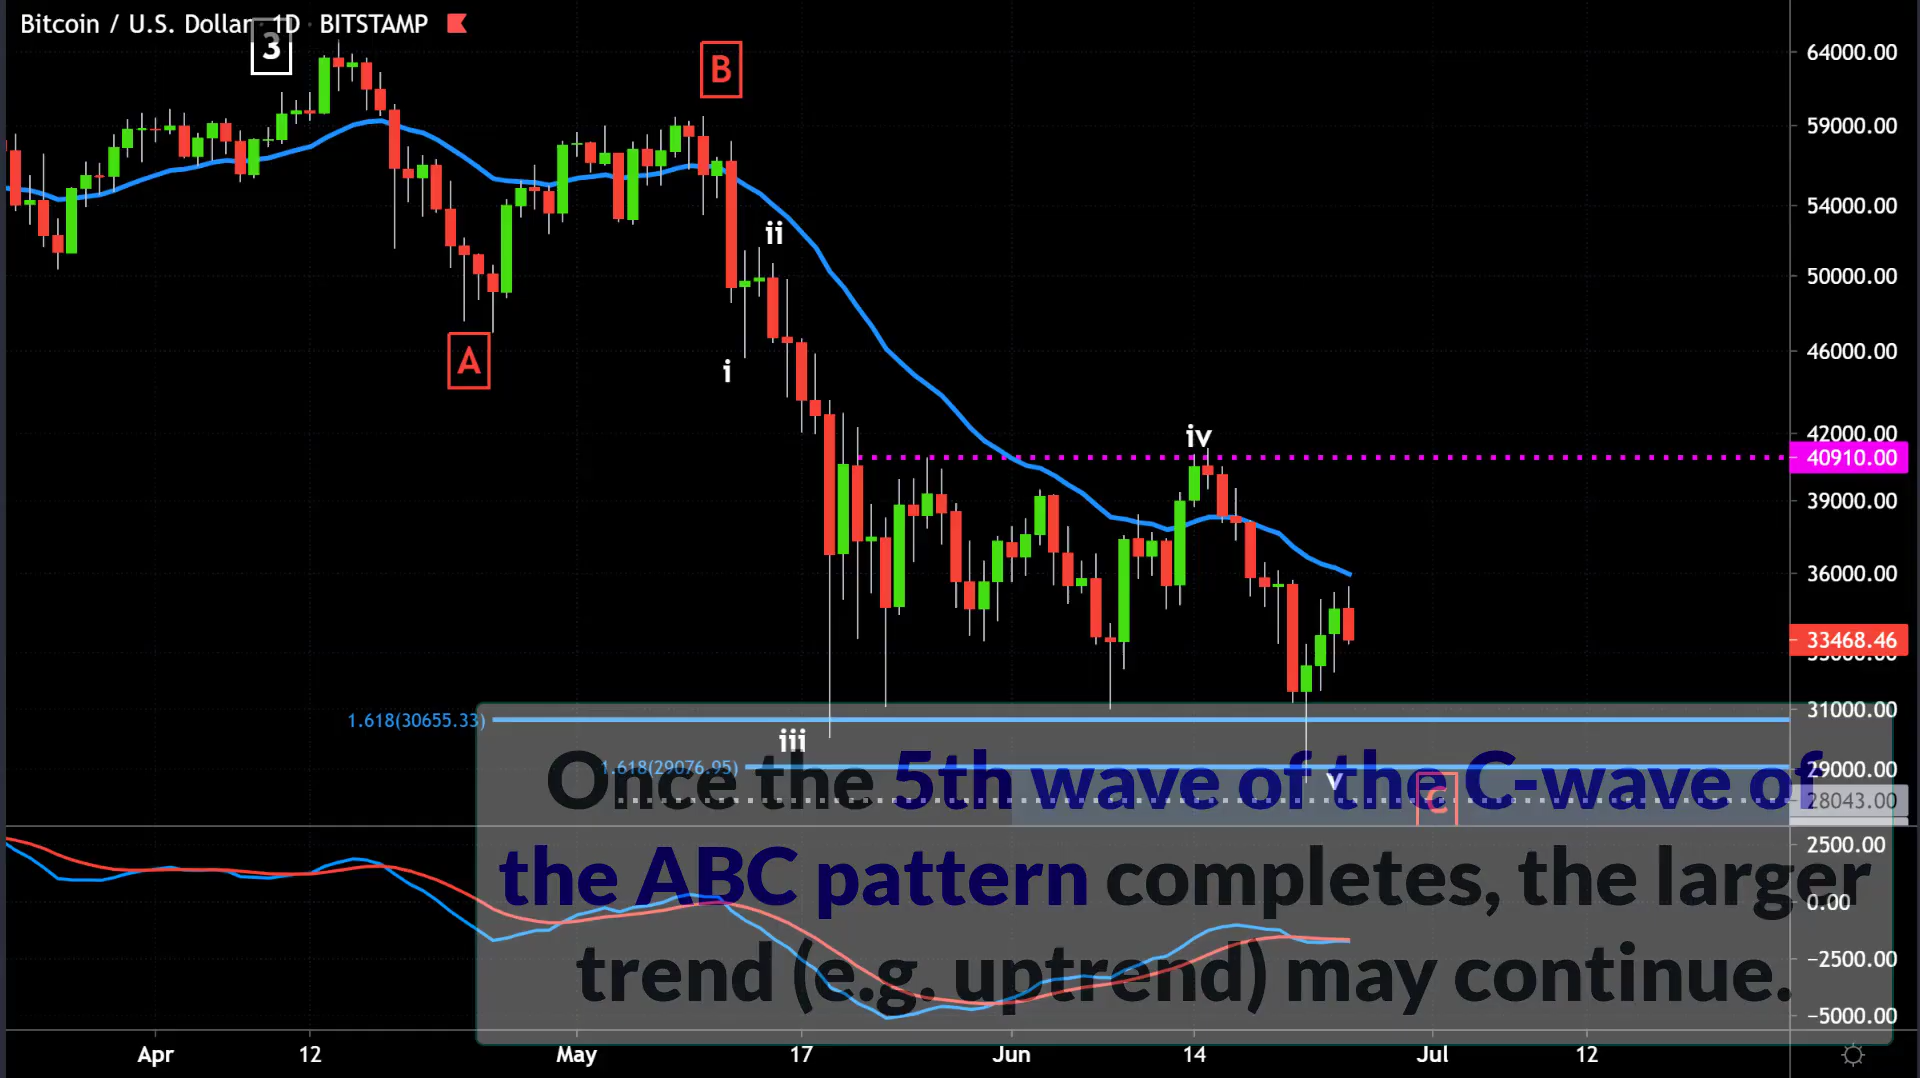 Bitcoin / U.S. Dollar · 1D · BITSTAMP
3
B
64000.00
59000.00
54000.00
ii
50000.00
A
i
46000.00
iv
42000.00
40910.00
39000.00
36000.00
33468.46
33000.00
31000.00
1.618(30655.33)
iii
1.618(29076.95)
29000.00
v
C
28043.00
Once the 5th wave of the C-wave of
the ABC pattern completes, the larger
trend (e.g. uptrend) may continue.
2500.00
0.00
−2500.00
−5000.00
Apr 12 May 17 Jun 14 Jul 12